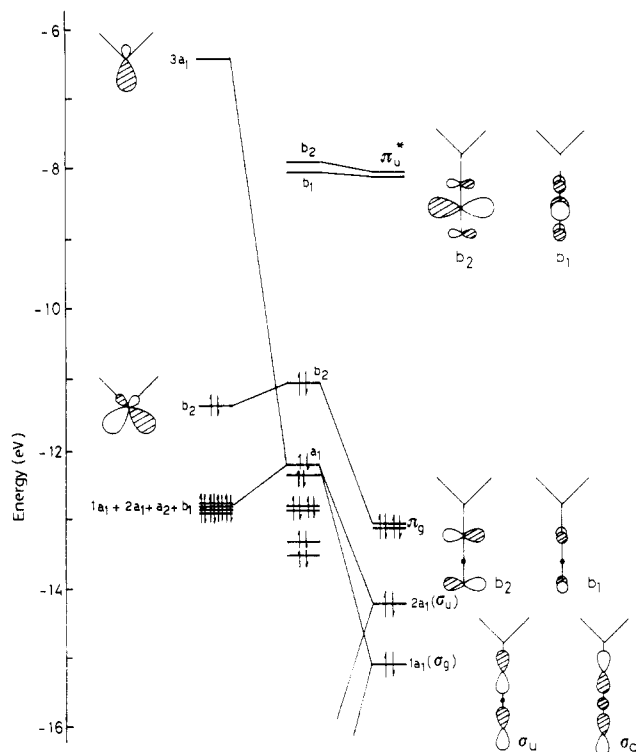 -6
3a₁
b₂
πᵤ*
b₁
-8
b₂
b₁
-10
b₂
b₂
Energy (eV)
-12
a₁
1a₁ + 2a₁ + a₂ + b₁
πg
b₂
b₁
-14
2a₁(σᵤ)
1a₁(σg)
-16
σᵤ